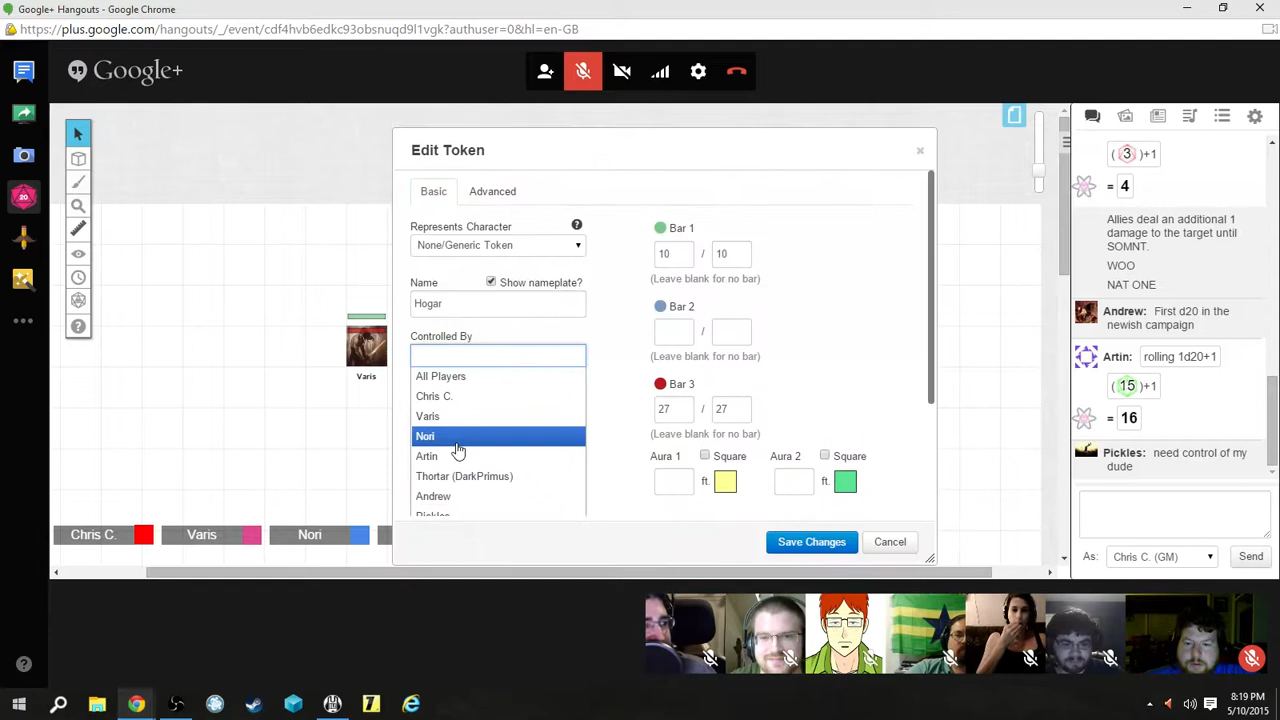 Google+ Hangouts - Google Chrome
https://plus.google.com/hangouts/_/event/cdf4hvb6edkc93obsnuqd9l1vgk?authuser=0&hl=en-GB
Google+
Edit Token
×
Basic
Advanced
Represents Character
?
None/Generic Token
Name
Show nameplate?
Hogar
Controlled By
All Players
Chris C.
Varis
Nori
Artin
Thortar (DarkPrimus)
Andrew
Pickles
Bar 1
10 / 10
(Leave blank for no bar)
Bar 2
/
(Leave blank for no bar)
Bar 3
27 / 27
(Leave blank for no bar)
Aura 1 Square Aura 2 Square
ft. ft.
Save Changes
Cancel
Varis
Chris C.
Varis
Nori
20
(3)+1
= 4
Allies deal an additional 1
damage to the target until
SOMNT.
WOO
NAT ONE
Andrew: First d20 in the
newish campaign
Artin: rolling 1d20+1
(15)+1
= 16
Pickles: need control of my
dude
As: Chris C. (GM)
Send
8:19 PM
5/10/2015